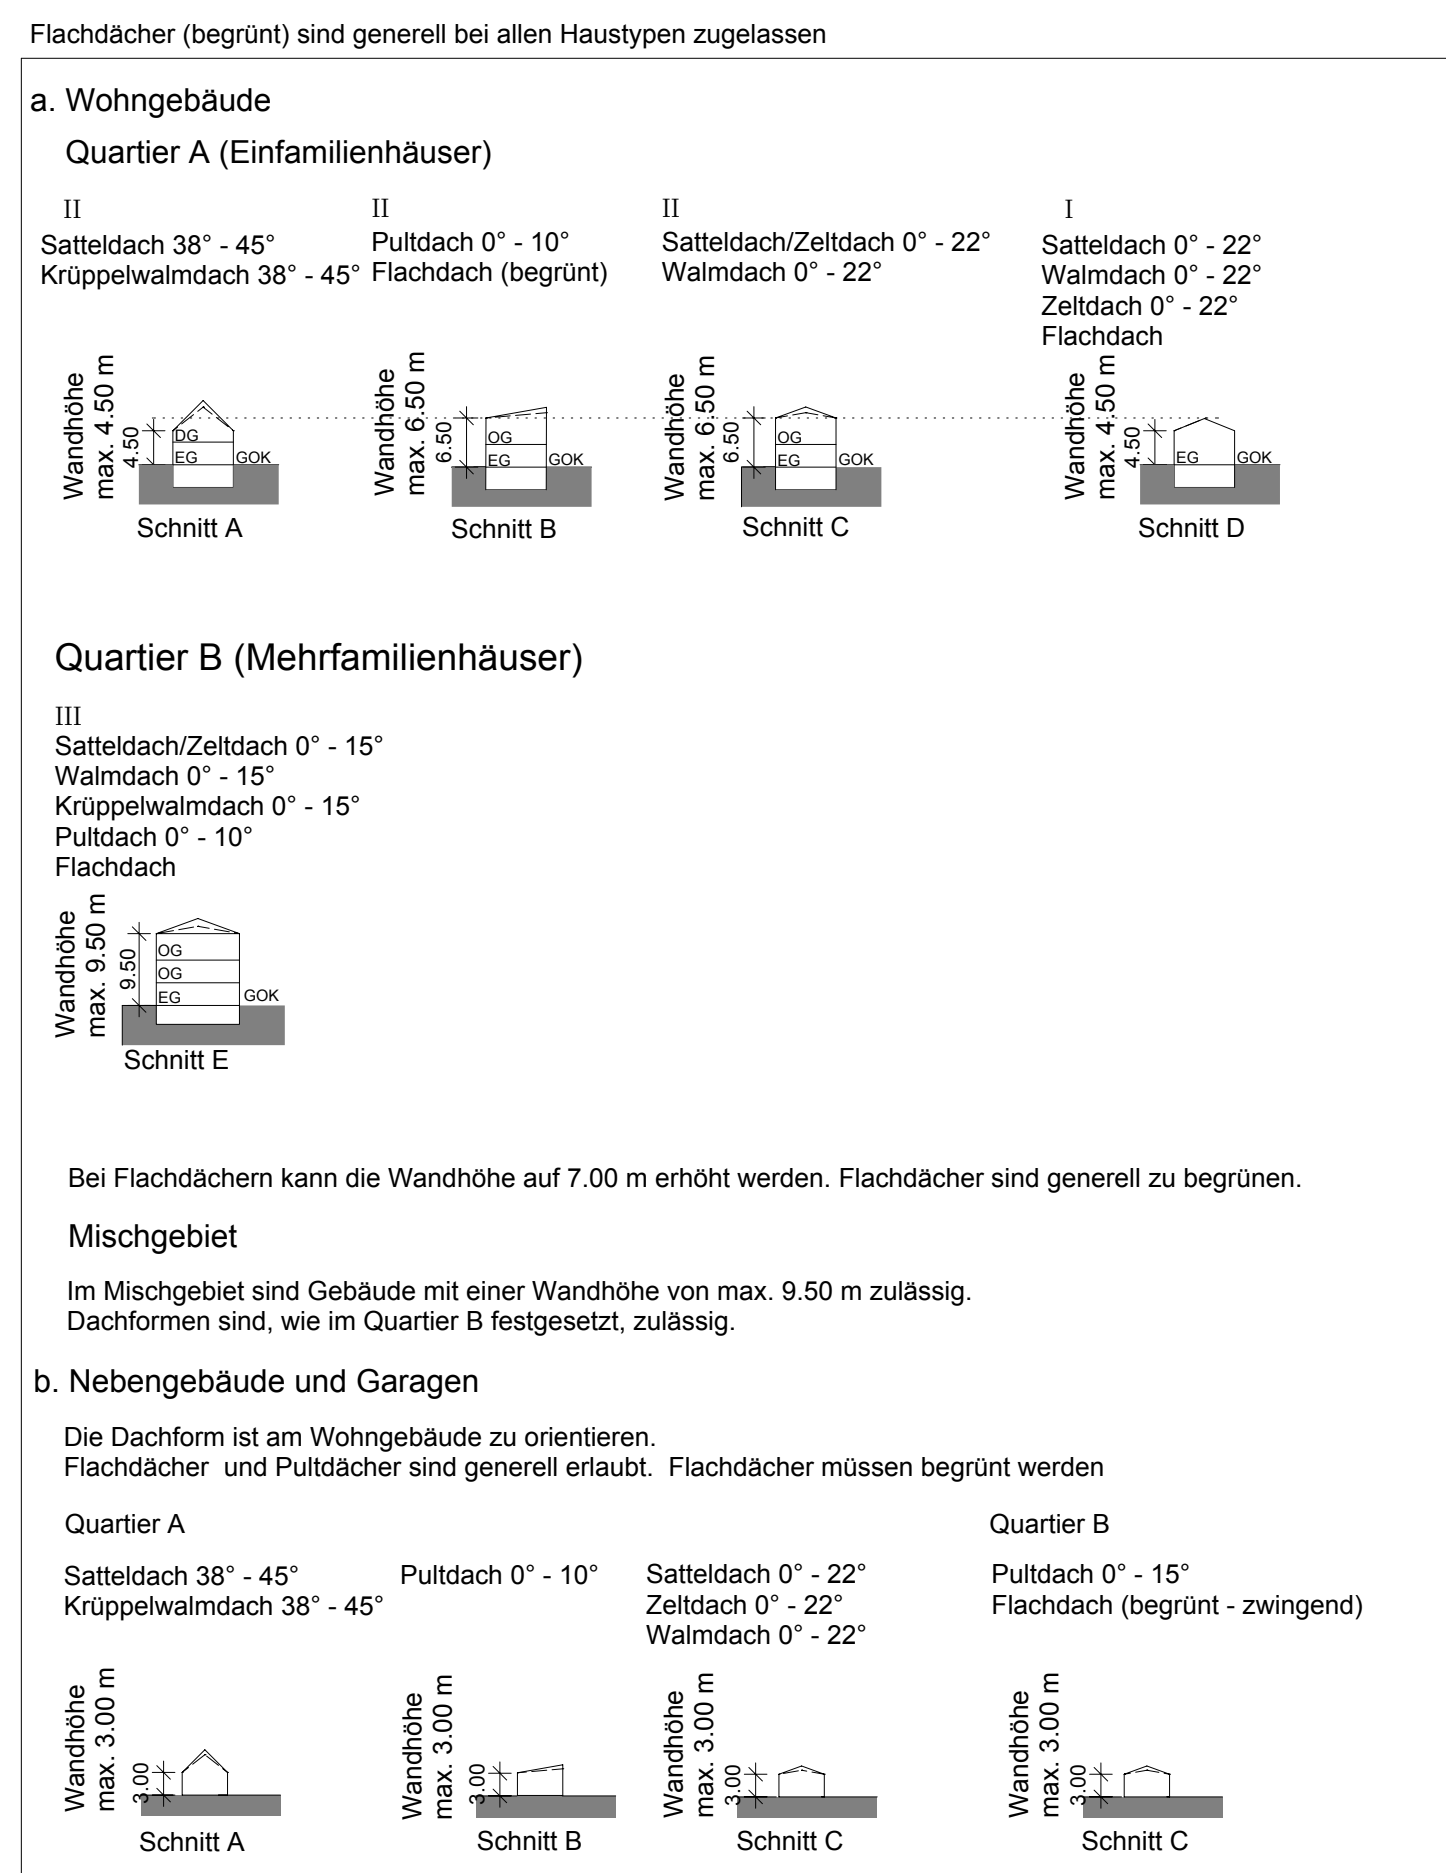 Flachdächer (begrünt) sind generell bei allen Haustypen zugelassen
a. Wohngebäude
Quartier A (Einfamilienhäuser)
II
Satteldach 38° - 45°
Krüppelwalmdach 38° - 45°
Wandhöhe
max. 4.50 m
4.50
DG
EG
GOK
Schnitt A
II
Pultdach 0° - 10°
Flachdach (begrünt)
Wandhöhe
max. 6.50 m
6.50
OG
EG
GOK
Schnitt B
II
Satteldach/Zeltdach 0° - 22°
Walmdach 0° - 22°
Wandhöhe
max. 6.50 m
6.50
OG
EG
GOK
Schnitt C
I
Satteldach 0° - 22°
Walmdach 0° - 22°
Zeltdach 0° - 22°
Flachdach
Wandhöhe
max. 4.50 m
4.50
EG
GOK
Schnitt D
Quartier B (Mehrfamilienhäuser)
III
Satteldach/Zeltdach 0° - 15°
Walmdach 0° - 15°
Krüppelwalmdach 0° - 15°
Pultdach 0° - 10°
Flachdach
Wandhöhe
max. 9.50 m
9.50
OG
OG
EG
GOK
Schnitt E
Bei Flachdächern kann die Wandhöhe auf 7.00 m erhöht werden. Flachdächer sind generell zu begrünen.
Mischgebiet
Im Mischgebiet sind Gebäude mit einer Wandhöhe von max. 9.50 m zulässig.
Dachformen sind, wie im Quartier B festgesetzt, zulässig.
b. Nebengebäude und Garagen
Die Dachform ist am Wohngebäude zu orientieren.
Flachdächer und Pultdächer sind generell erlaubt. Flachdächer müssen begrünt werden
Quartier A
Satteldach 38° - 45°
Krüppelwalmdach 38° - 45°
Wandhöhe
max. 3.00 m
3.00
Schnitt A
Pultdach 0° - 10°
Wandhöhe
max. 3.00 m
3.00
Schnitt B
Satteldach 0° - 22°
Zeltdach 0° - 22°
Walmdach 0° - 22°
Wandhöhe
max. 3.00 m
3.00
Schnitt C
Quartier B
Pultdach 0° - 15°
Flachdach (begrünt - zwingend)
Wandhöhe
max. 3.00 m
3.00
Schnitt C